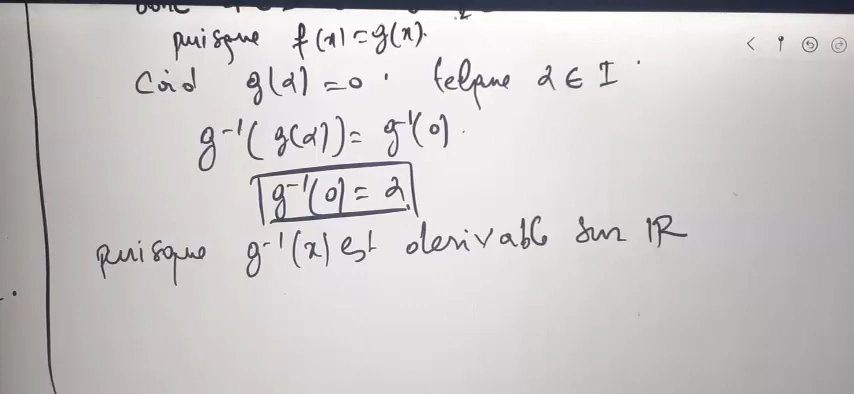 puisque f(x) = g(x).
Càd g(α) = 0. telque α ∈ I.
g⁻¹(g(α)) = g⁻¹(0).
g⁻¹(0) = α
puisque g⁻¹(x) est derivable sur IR